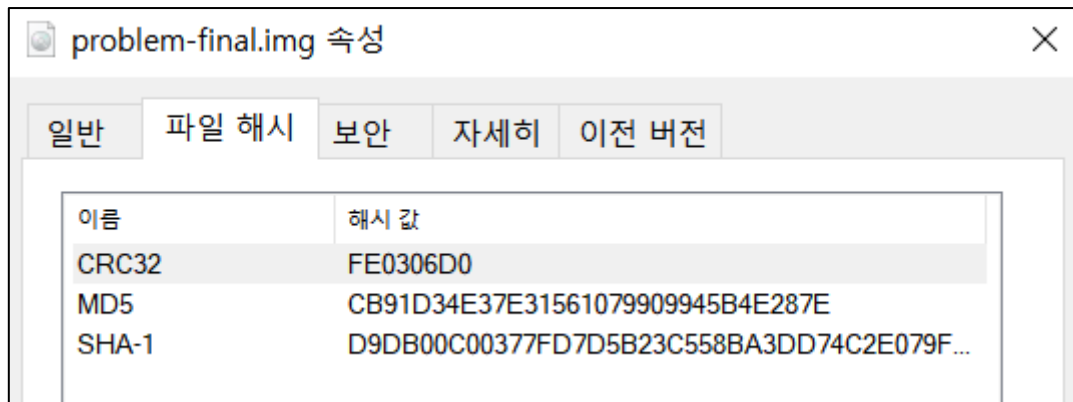 problem-final.img 속성
일반 파일 해시 보안 자세히 이전 버전
이름 해시 값
CRC32 FE0306D0
MD5 CB91D34E37E31561079909945B4E287E
SHA-1 D9DB00C00377FD7D5B23C558BA3DD74C2E079F...